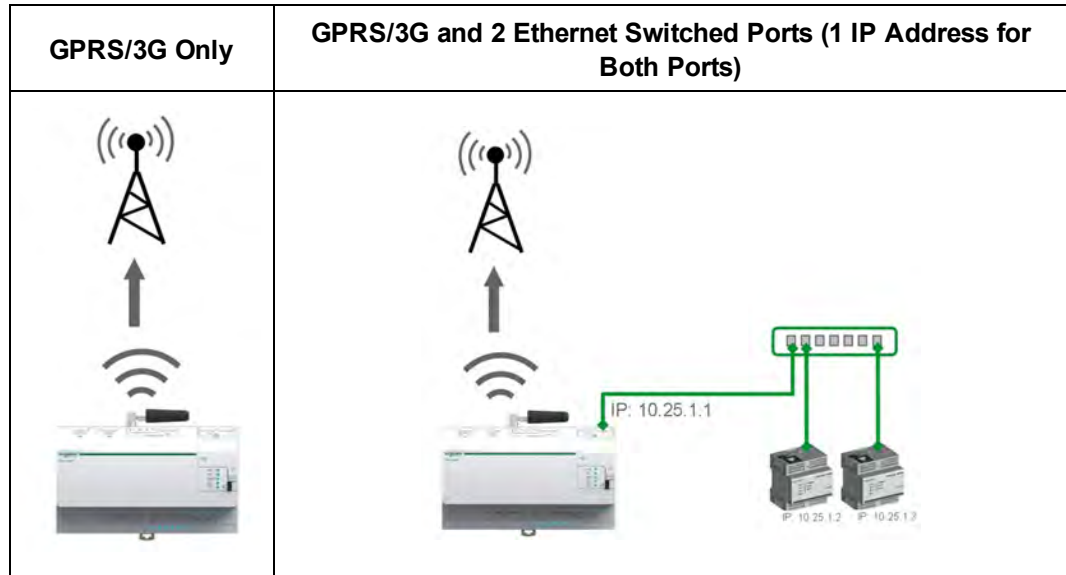 GPRS/3G Only
GPRS/3G and 2 Ethernet Switched Ports (1 IP Address for
Both Ports)
IP: 10.25.1.1
IP: 10.25.1.2
IP: 10.25.1.3